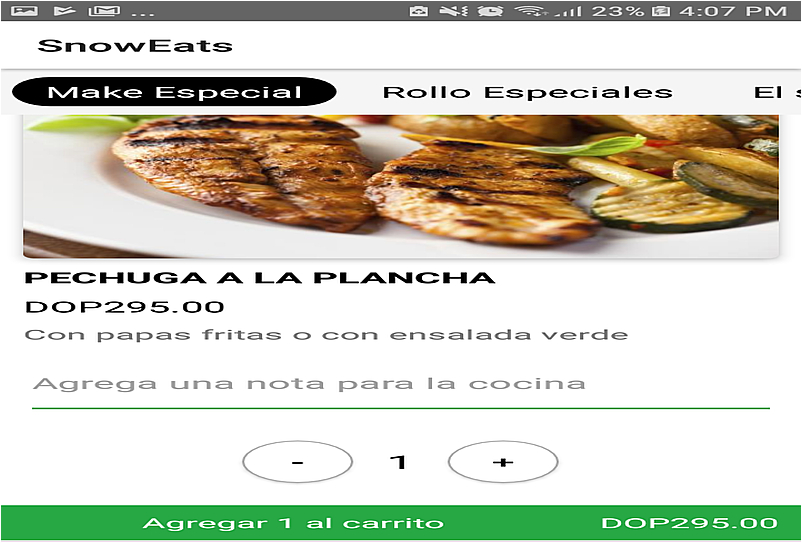 ... 23% 4:07 PM
SnowEats
Make Especial Rollo Especiales El
PECHUGA A LA PLANCHA
DOP295.00
Con papas fritas o con ensalada verde
Agrega una nota para la cocina
- 1 +
Agregar 1 al carrito DOP295.00